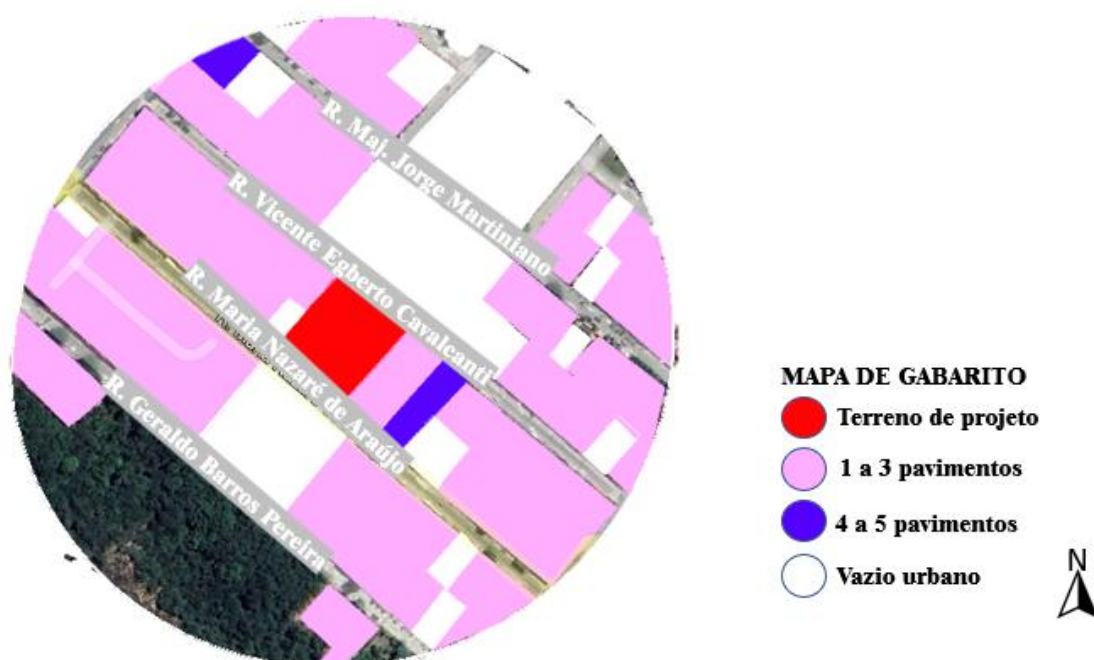 R. Maj. Jorge Martiniano
R. Vicente Egberto Cavalcanti
R. Maria Nazaré de Araújo
R. Geraldo Barros Pereira
MAPA DE GABARITO
Terreno de projeto
1 a 3 pavimentos
4 a 5 pavimentos
Vazio urbano
N